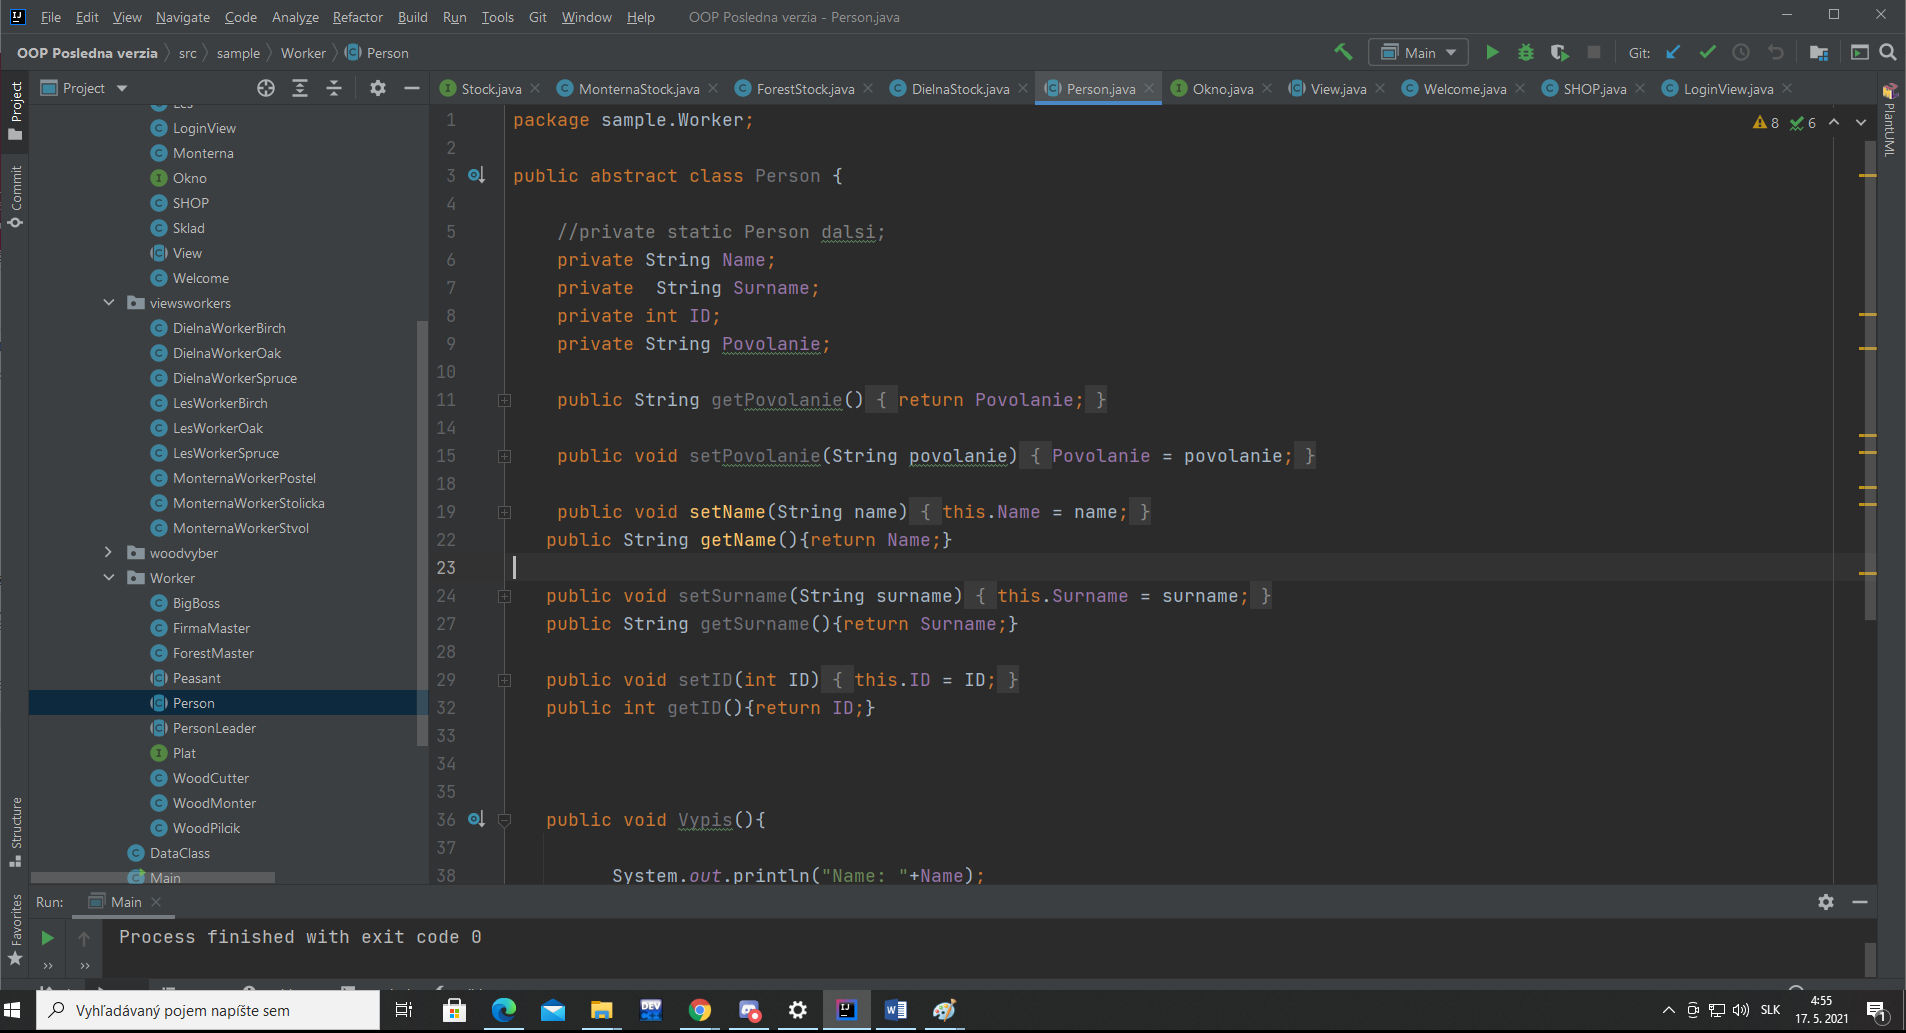 File Edit View Navigate Code Analyze Refactor Build Run Tools Git Window Help OOP Posledna verzia - Person.java
OOP Posledna verzia src sample Worker Person Main Git:
Project
Stock.java MonternaStock.java ForestStock.java DielnaStock.java Person.java Okno.java View.java Welcome.java SHOP.java LoginView.java
Project
Commit
Structure
Favorites
PlantUML
Les
LoginView
Monterna
Okno
SHOP
Sklad
View
Welcome
viewsworkers
DielnaWorkerBirch
DielnaWorkerOak
DielnaWorkerSpruce
LesWorkerBirch
LesWorkerOak
LesWorkerSpruce
MonternaWorkerPostel
MonternaWorkerStolicka
MonternaWorkerStvol
woodvyber
Worker
BigBoss
FirmaMaster
ForestMaster
Peasant
Person
PersonLeader
Plat
WoodCutter
WoodMonter
WoodPilcik
DataClass
Main
8 6
1 package sample.Worker;
2
3 public abstract class Person {
4
5 //private static Person dalsi;
6 private String Name;
7 private  String Surname;
8 private int ID;
9 private String Povolanie;
10
11 public String getPovolanie() { return Povolanie; }
14
15 public void setPovolanie(String povolanie) { Povolanie = povolanie; }
18
19 public void setName(String name) { this.Name = name; }
22 public String getName(){return Name;}
23
24 public void setSurname(String surname) { this.Surname = surname; }
27 public String getSurname(){return Surname;}
28
29 public void setID(int ID) { this.ID = ID; }
32 public int getID(){return ID;}
33
34
35
36 public void Vypis(){
37
38 System.out.println("Name: "+Name);
Run: Main
Process finished with exit code 0
Vyhľadávaný pojem napíšte sem
DEV C++
IJ
W
SLK
4:55
17. 5. 2021
1